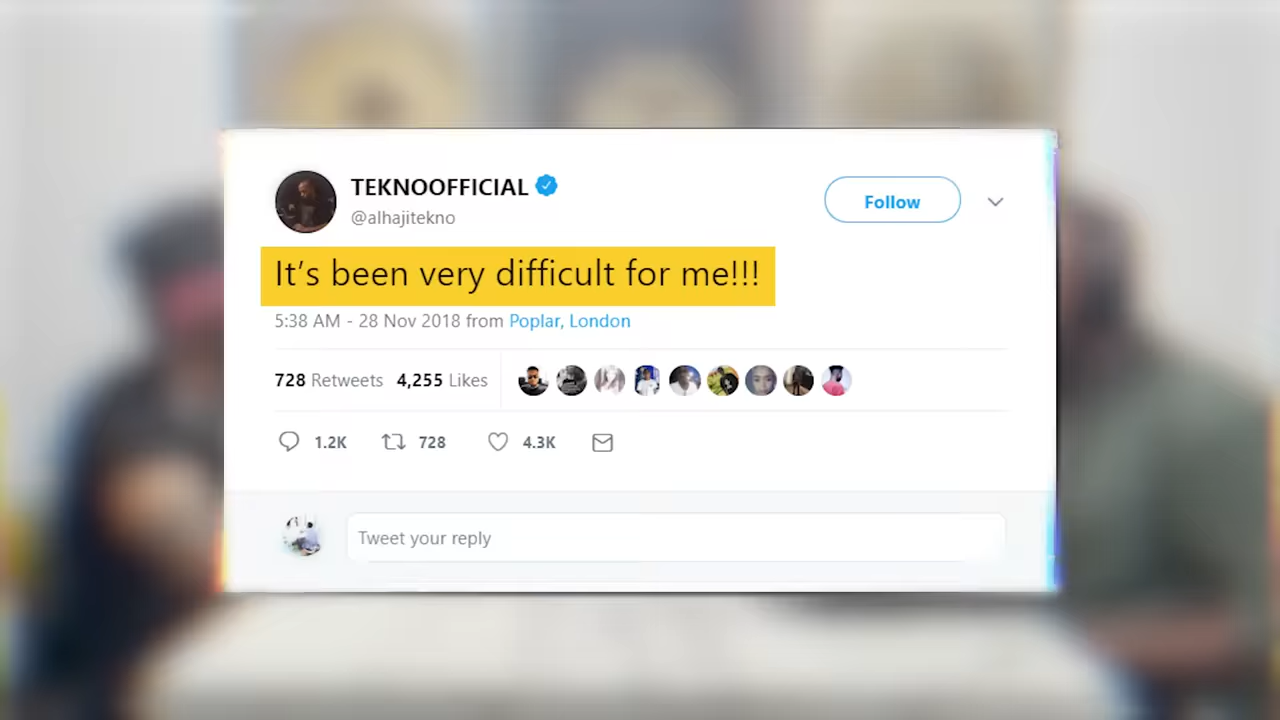 TEKNOOFFICIAL
@alhajitekno
Follow
It's been very difficult for me!!!
5:38 AM - 28 Nov 2018 from Poplar, London
728 Retweets 4,255 Likes
1.2K 728 4.3K
Tweet your reply